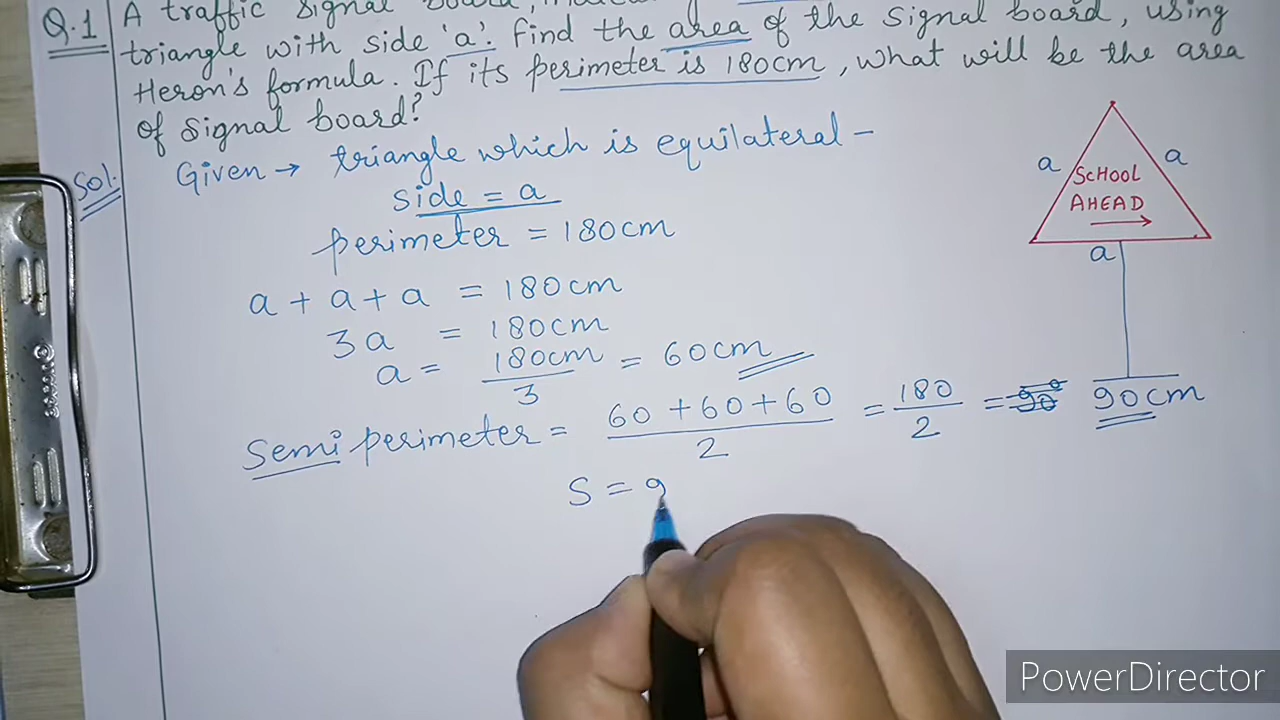 Q.1 A traffic signal board,
triangle with side 'a'. find the area of the signal board, using
Heron's formula. If its perimeter is 180cm, what will be the area
of signal board?
Sol.
Given → triangle which is equilateral -
side = a
perimeter = 180cm
a + a + a = 180cm
3a = 180cm
a = 180cm/3 = 60cm
Semi perimeter = 60+60+60/2 = 180/2 = 90cm
S = 9
a
a
SCHOOL
AHEAD
→
a
PowerDirector